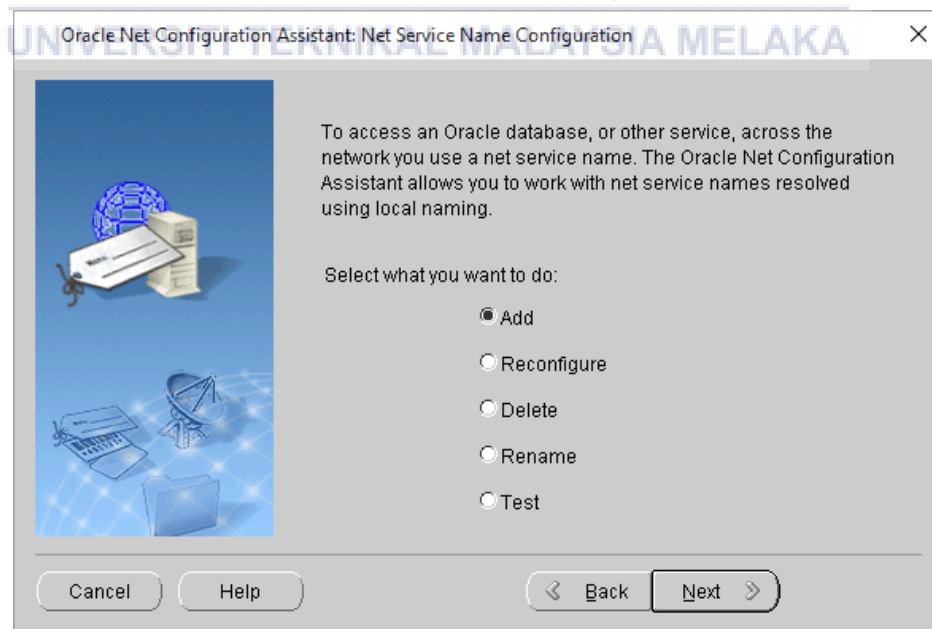 UNIVERSITI TEKNIKAL MALAYSIA MELAKA
Oracle Net Configuration Assistant: Net Service Name Configuration
To access an Oracle database, or other service, across the
network you use a net service name. The Oracle Net Configuration
Assistant allows you to work with net service names resolved
using local naming.
Select what you want to do:
Add
Reconfigure
Delete
Rename
Test
Cancel
Help
Back
Next